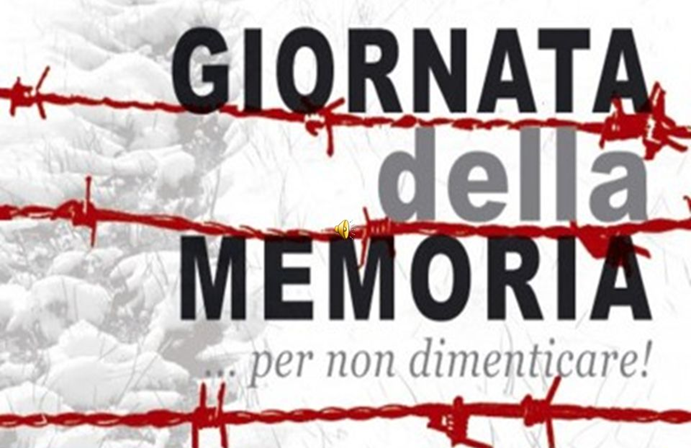 GIORNATA
della
MEMORIA
... per non dimenticare!